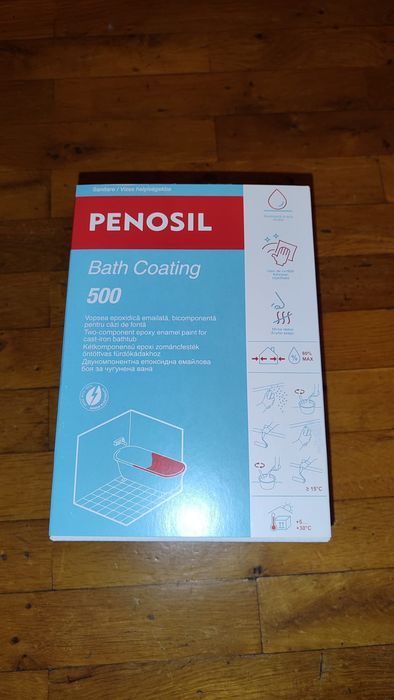 Sanitare / Vizes helyiségekbe
PENOSIL
Bath Coating
500
Vopsea epoxidică emailată, bicomponentă
pentru căzi de fontă
Two-component epoxy enamel paint for
cast-iron bathtub
Kétkomponensű epoxi zománcfesték
öntöttvas fürdőkádakhoz
Двукомпонентна епоксидна емайлова
боя за чугунена вана
80%
MAX
≥ 15°C
+5...
+30°C